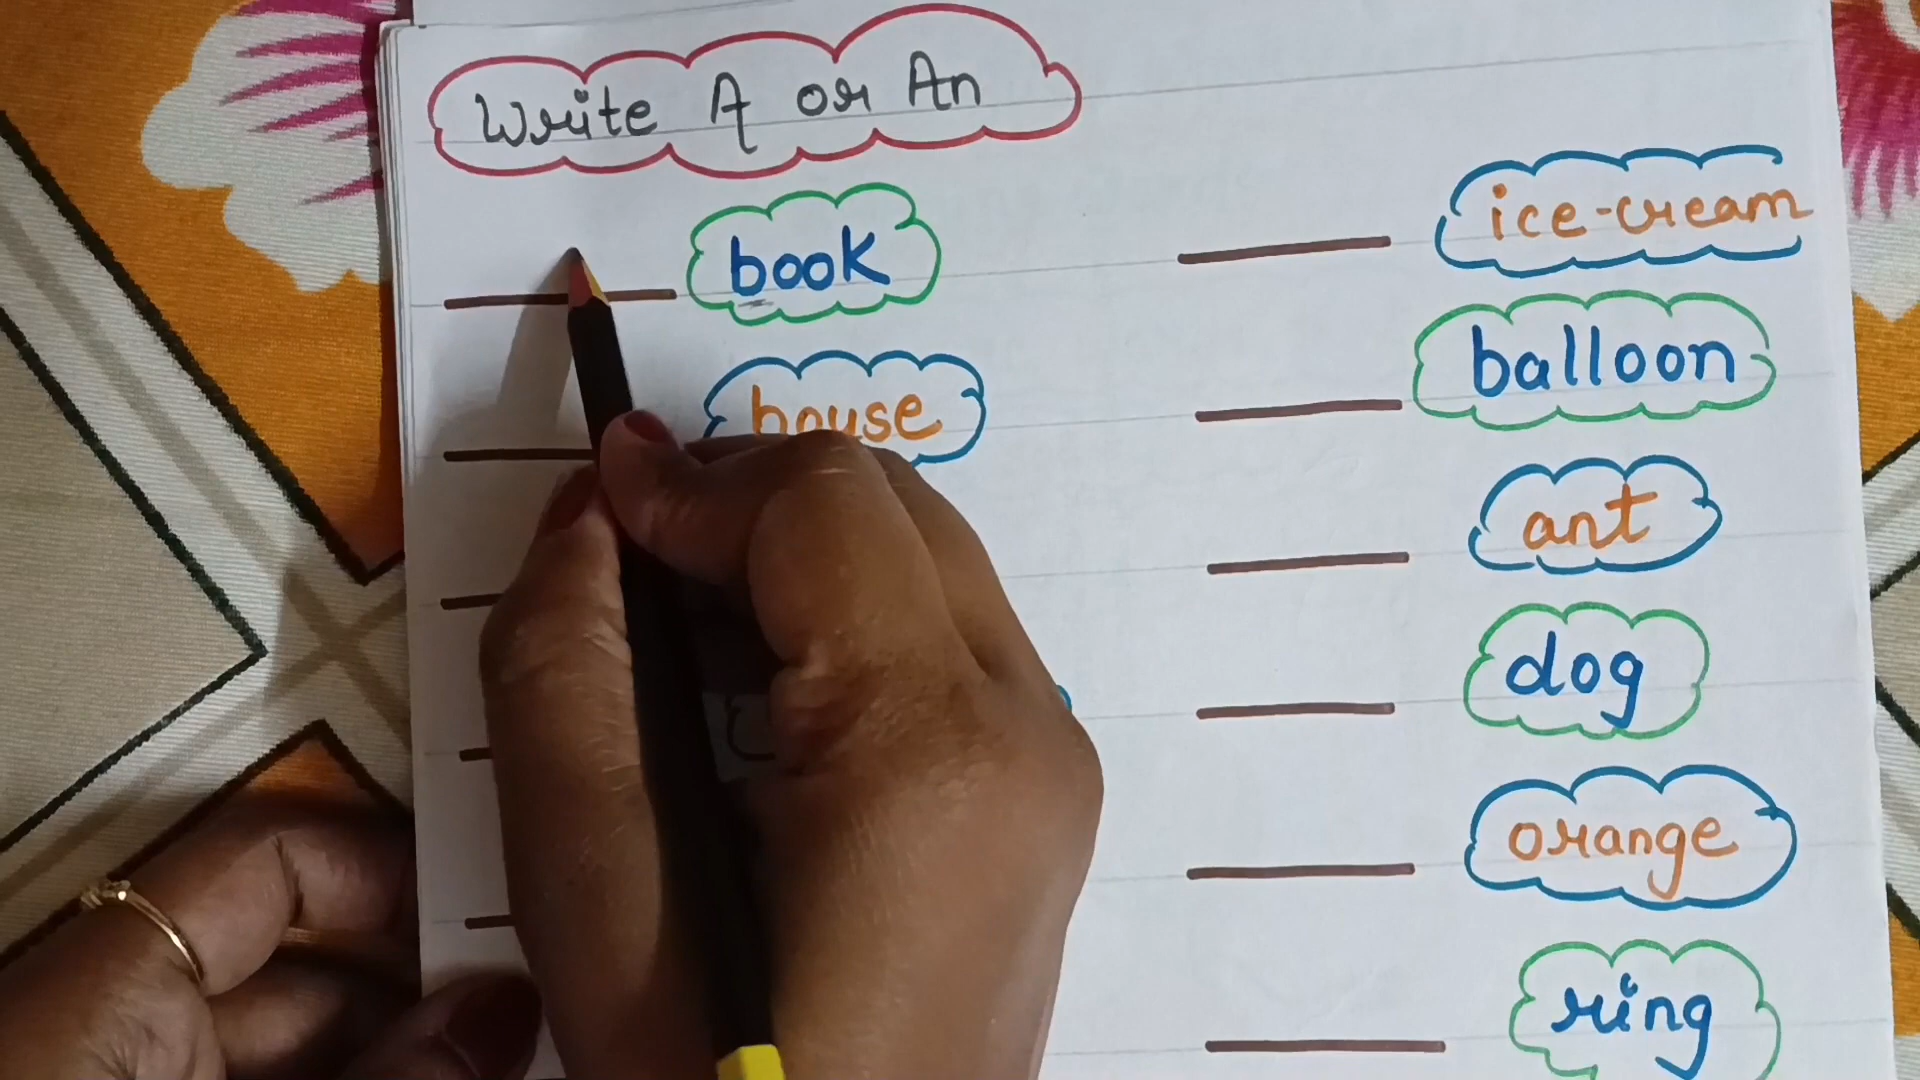 Write A or An
book
ice-cream
house
balloon
ant
dog
orange
ring